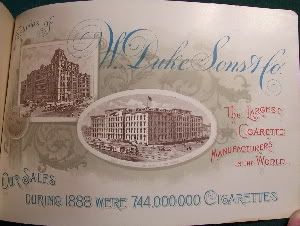 W. Duke Sons & Co.
The Largest
Cigarette
Manufacturers
in the World.
Our Sales
during 1888 were 744,000,000 Cigarettes